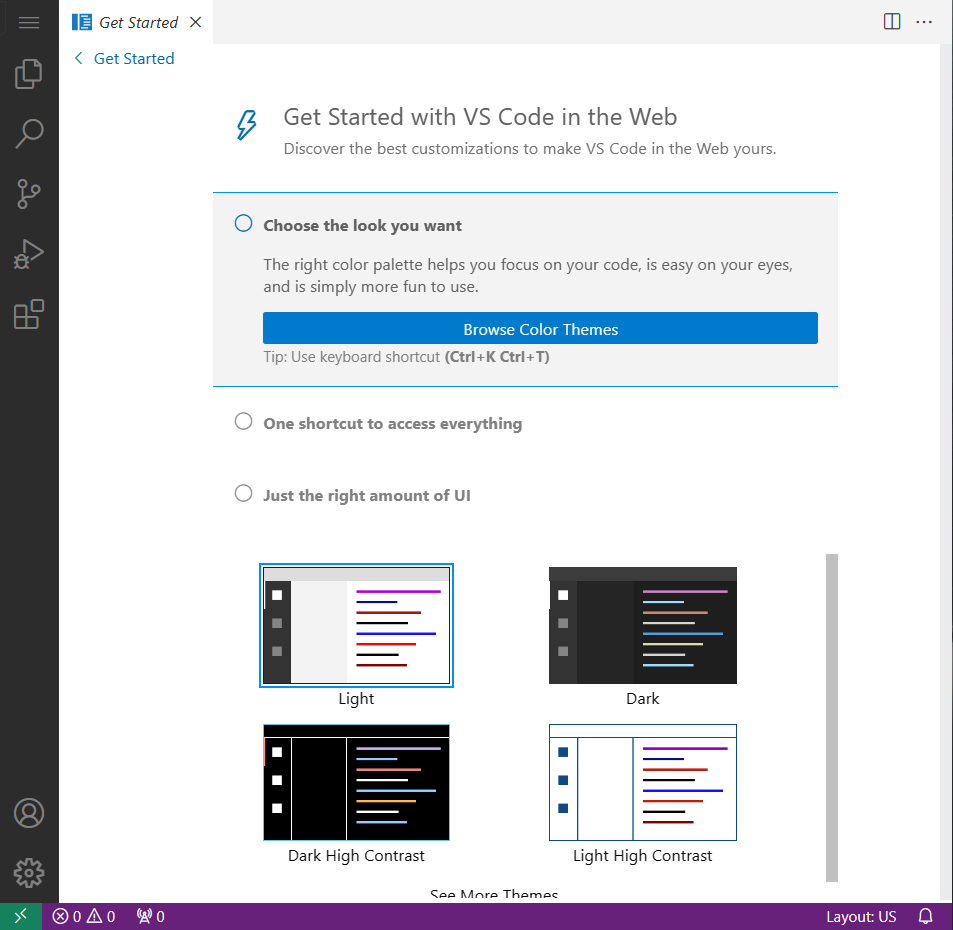 Get Started
Get Started
Get Started with VS Code in the Web
Discover the best customizations to make VS Code in the Web yours.
Choose the look you want
The right color palette helps you focus on your code, is easy on your eyes,
and is simply more fun to use.
Browse Color Themes
Tip: Use keyboard shortcut (Ctrl+K Ctrl+T)
One shortcut to access everything
Just the right amount of UI
Light
Dark
Dark High Contrast
Light High Contrast
See More Themes
0 0 0 Layout: US